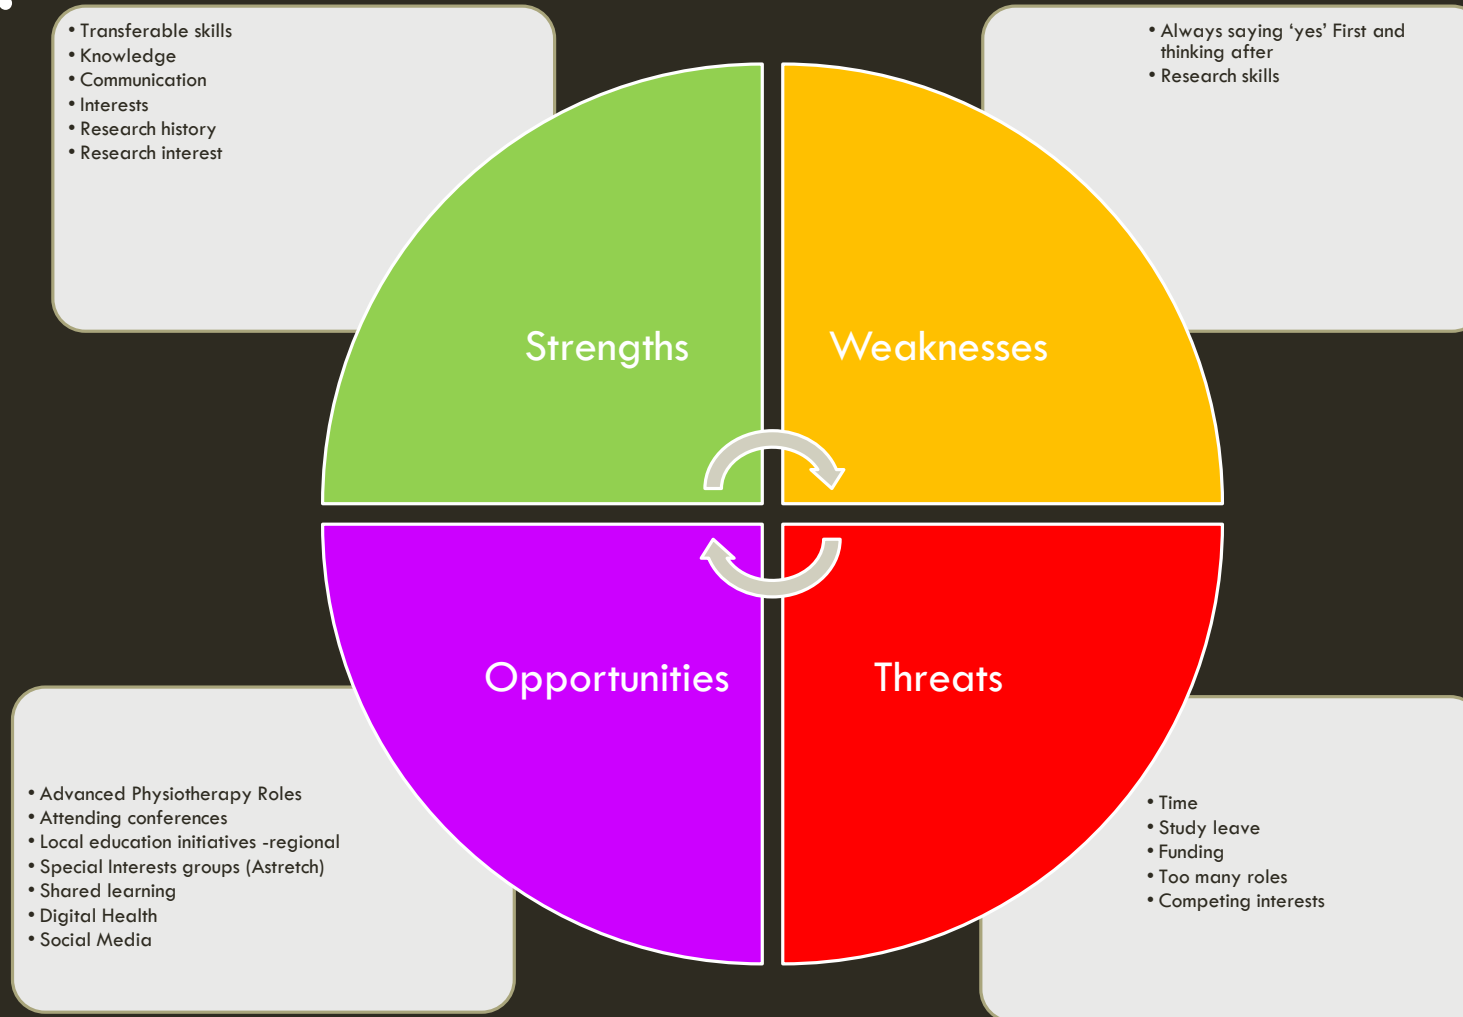 • Transferable skills
• Knowledge
• Communication
• Interests
• Research history
• Research interest
• Always saying ‘yes’ First and
thinking after
• Research skills
Strengths
Weaknesses
Opportunities
Threats
• Advanced Physiotherapy Roles
• Attending conferences
• Local education initiatives -regional
• Special Interests groups (Astretch)
• Shared learning
• Digital Health
• Social Media
• Time
• Study leave
• Funding
• Too many roles
• Competing interests